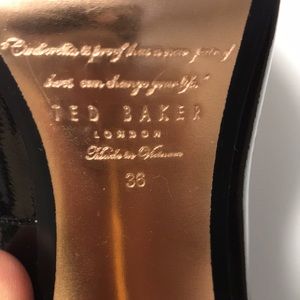 "Cinderella is proof that a new pair of
shoes can change your life."
TED BAKER
LONDON
Made in Vietnam
38